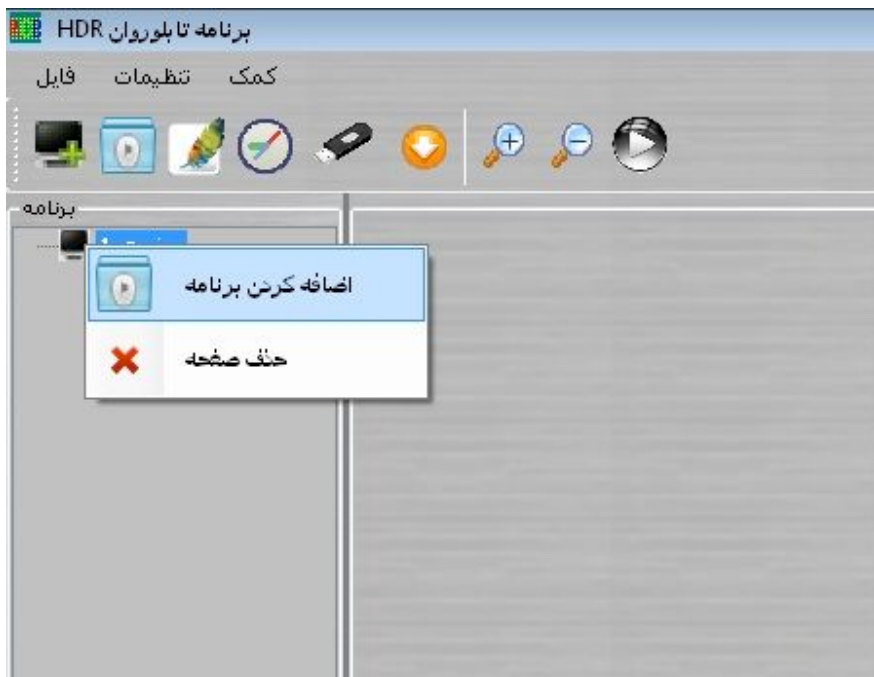 برنامه تابلوروان HDR
فایل تنظیمات کمک
برنامه
اضافه کردن برنامه
حذف صفحه